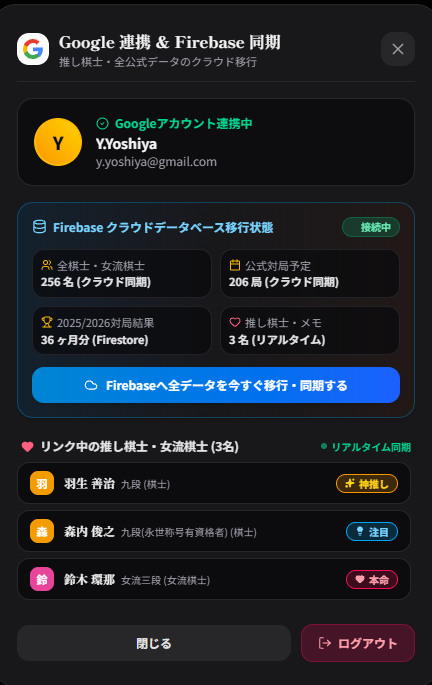 Google 連携 & Firebase 同期
推し棋士・全公式データのクラウド移行
Y
Googleアカウント連携中
Y.Yoshiya
y.yoshiya@gmail.com
Firebase クラウドデータベース移行状態
接続中
全棋士・女流棋士
256 名 (クラウド同期)
公式対局予定
206 局 (クラウド同期)
2025/2026対局結果
36 ヶ月分 (Firestore)
推し棋士・メモ
3 名 (リアルタイム)
Firebaseへ全データを今すぐ移行・同期する
リンク中の推し棋士・女流棋士 (3名)
リアルタイム同期
羽 羽生 善治 九段 (棋士) 神推し
森 森内 俊之 九段(永世称号有資格者) (棋士) 注目
鈴 鈴木 環那 女流三段 (女流棋士) 本命
閉じる
ログアウト